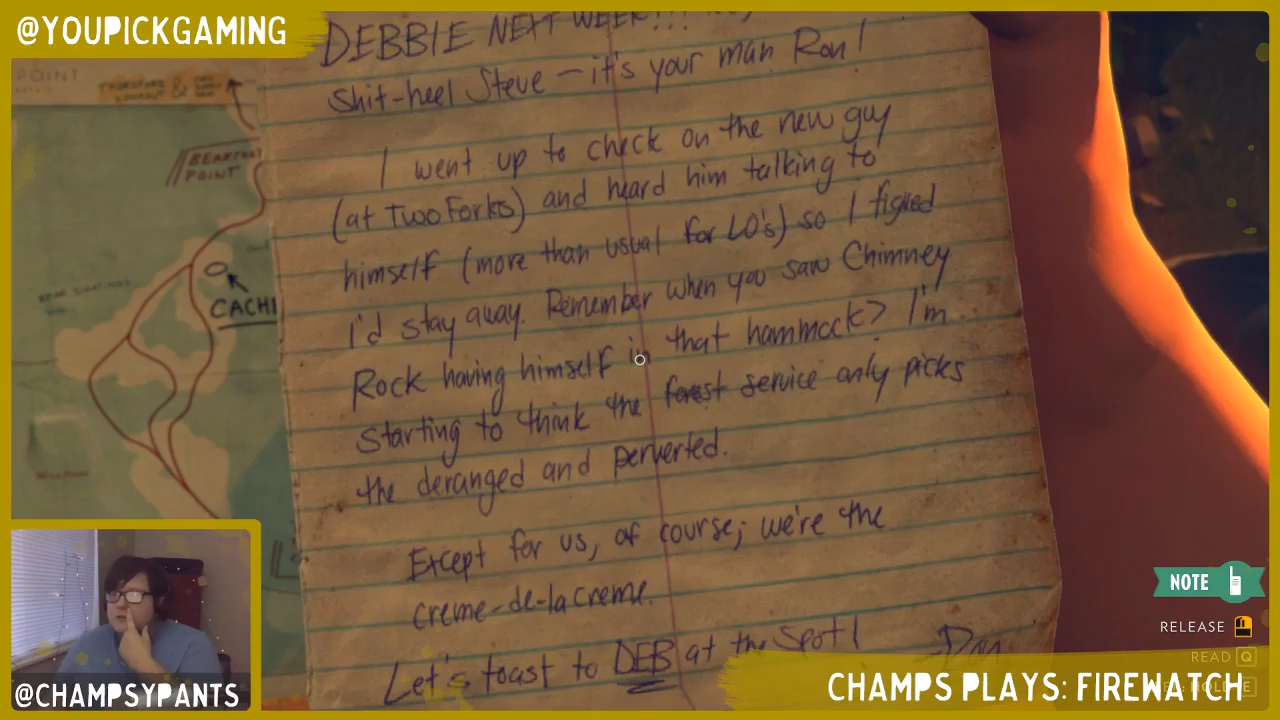 @YOUPICKGAMING
DEBBIE NEXT WEEK!!!
Shit-heel Steve - it's your man Ron!
I went up to check on the new guy
(at Two Forks) and heard him talking to
himself (more than usual for LO's) so I figred
I'd stay away. Remember when you saw Chimney
Rock having himself in that hammock? I'm
starting to think the forest service only picks
the deranged and perverted.
Except for us, of course; we're the
creme-de-la creme.
Let's toast to DEB at the spot!
POINT
THOROFARE
LOOKOUT &
POINT
NOTE
RELEASE
READ Q
@CHAMPSYPANTS
CHAMPS PLAYS: FIREWATCH